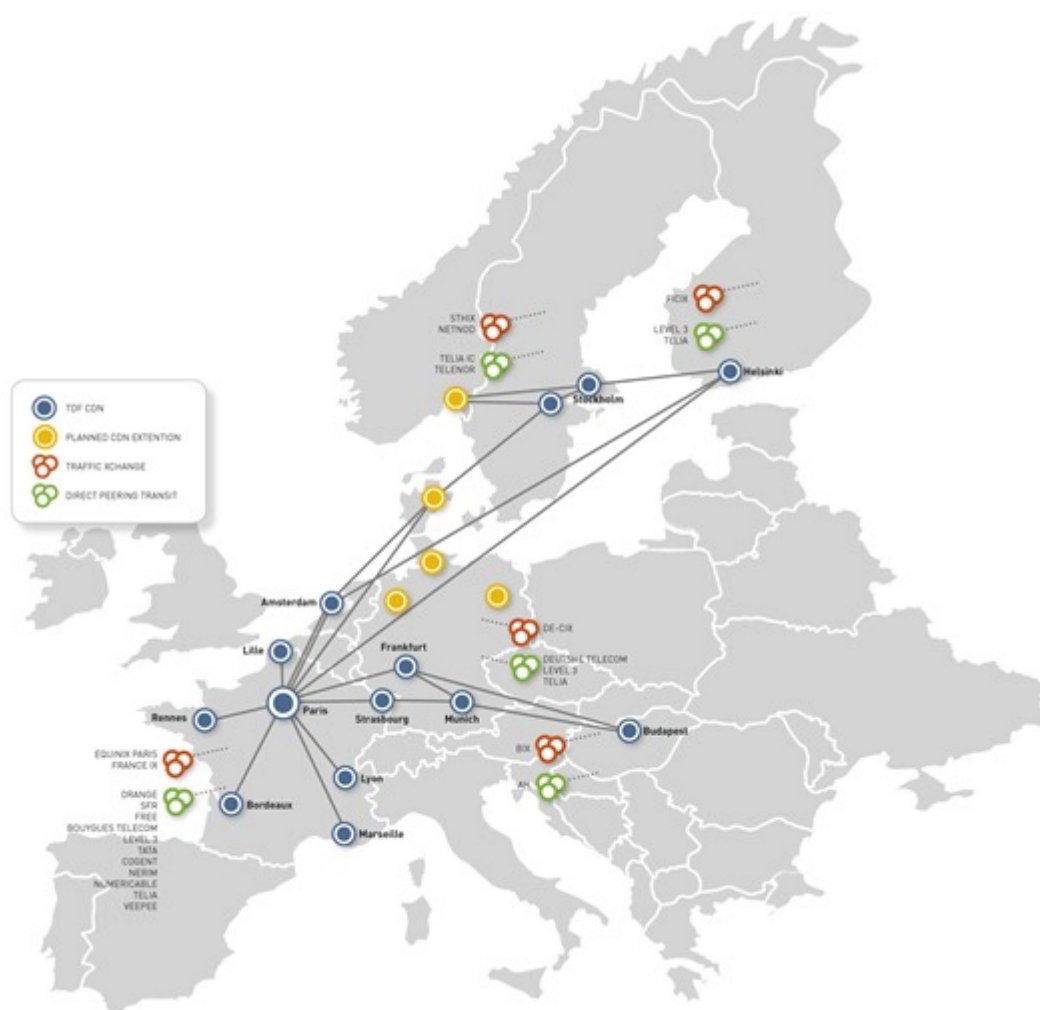 FICIX
STHIX
NETNOD
LEVEL 3
TELIA
TELIA IC
TELENOR
Helsinki
Stockholm
TDF CDN
PLANNED CDN EXTENTION
TRAFFIC XCHANGE
DIRECT PEERING TRANSIT
Amsterdam
DE-CIX
Lille
Frankfurt
DEUTSHE TELECOM
LEVEL 3
TELIA
Paris
Rennes
Strasbourg
Munich
Budapest
EQUINIX PARIS
FRANCE IX
BIX
Lyon
AH
ORANGE
SFR
FREE
BOUYGUES TELECOM
LEVEL 3
TATA
COGENT
NERIM
NUMERICABLE
TELIA
VEEPEE
Bordeaux
Marseille